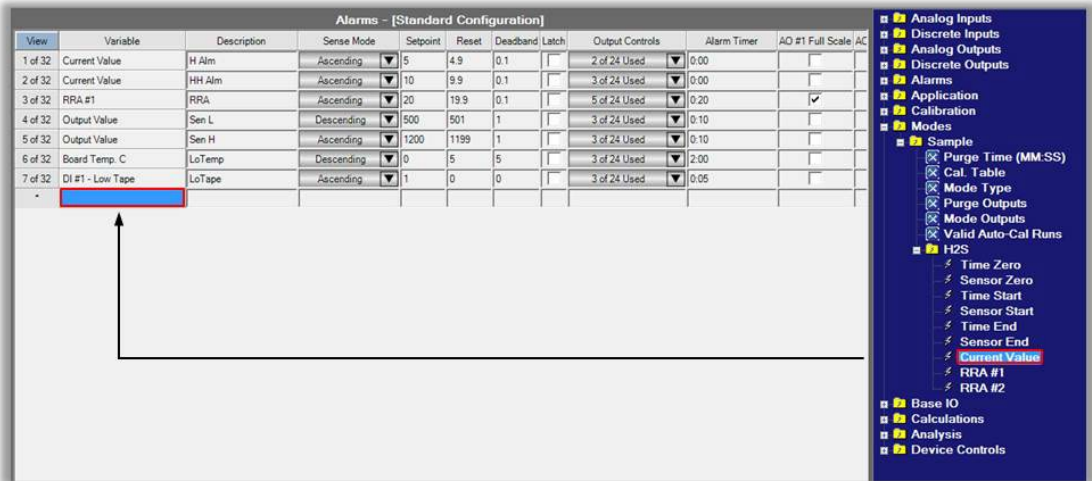 Alarms - [Standard Configuration]
View Variable Description Sense Mode Setpoint Reset Deadband Latch Output Controls Alarm Timer AO #1 Full Scale
1 of 32 Current Value H Alm Ascending 5 4.9 0.1 2 of 24 Used 0:00
2 of 32 Current Value HH Alm Ascending 10 9.9 0.1 3 of 24 Used 0:00
3 of 32 RRA #1 RRA Ascending 20 19.9 0.1 5 of 24 Used 0:20
4 of 32 Output Value Sen L Descending 500 501 1 3 of 24 Used 0:10
5 of 32 Output Value Sen H Ascending 1200 1199 1 3 of 24 Used 0:10
6 of 32 Board Temp. C LoTemp Descending 0 5 5 3 of 24 Used 2:00
7 of 32 DI #1 - Low Tape LoTape Ascending 1 0 0 3 of 24 Used 0:05
*
Analog Inputs
Discrete Inputs
Analog Outputs
Discrete Outputs
Alarms
Application
Calibration
Modes
Sample
Purge Time (MM:SS)
Cal. Table
Mode Type
Purge Outputs
Mode Outputs
Valid Auto-Cal Runs
H2S
Time Zero
Sensor Zero
Time Start
Sensor Start
Time End
Sensor End
Current Value
RRA #1
RRA #2
Base IO
Calculations
Analysis
Device Controls